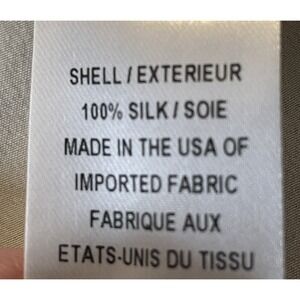 SHELL / EXTERIEUR
100% SILK / SOIE
MADE IN THE USA OF
IMPORTED FABRIC
FABRIQUE AUX
ETATS-UNIS DU TISSU